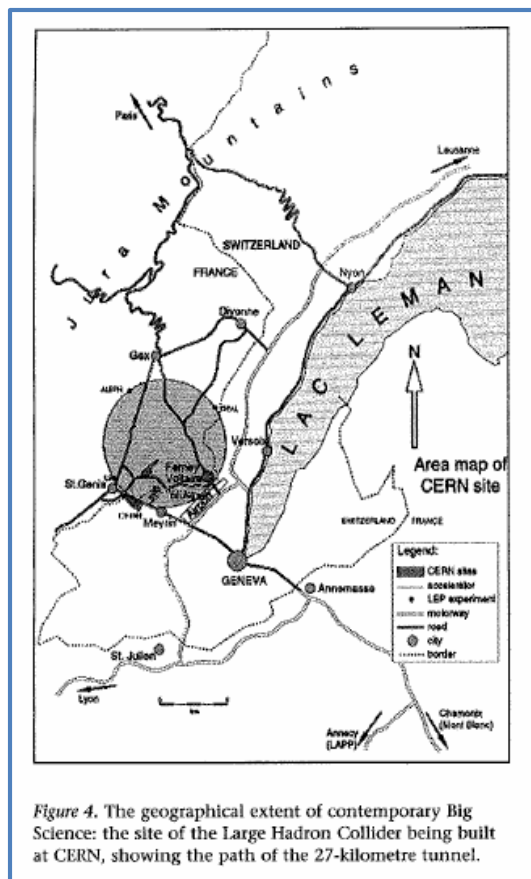 Paris
Jura Mountains
Lausanne
SWITZERLAND
FRANCE
Nyon
Divonne
LAC LEMAN
Gex
ALEPH
N
Versoix
Area map of
CERN site
Ferney
Voltaire
St.Genis
CERN
Meyrin
SWITZERLAND
FRANCE
GENEVA
Annemasse
Legend:
CERN sites
accelerator
LEP experiment
motorway
road
city
border
St. Julien
Lyon
km
Annecy
(LAPP)
Chamonix
(Mont Blanc)
Figure 4. The geographical extent of contemporary Big
Science: the site of the Large Hadron Collider being built
at CERN, showing the path of the 27-kilometre tunnel.